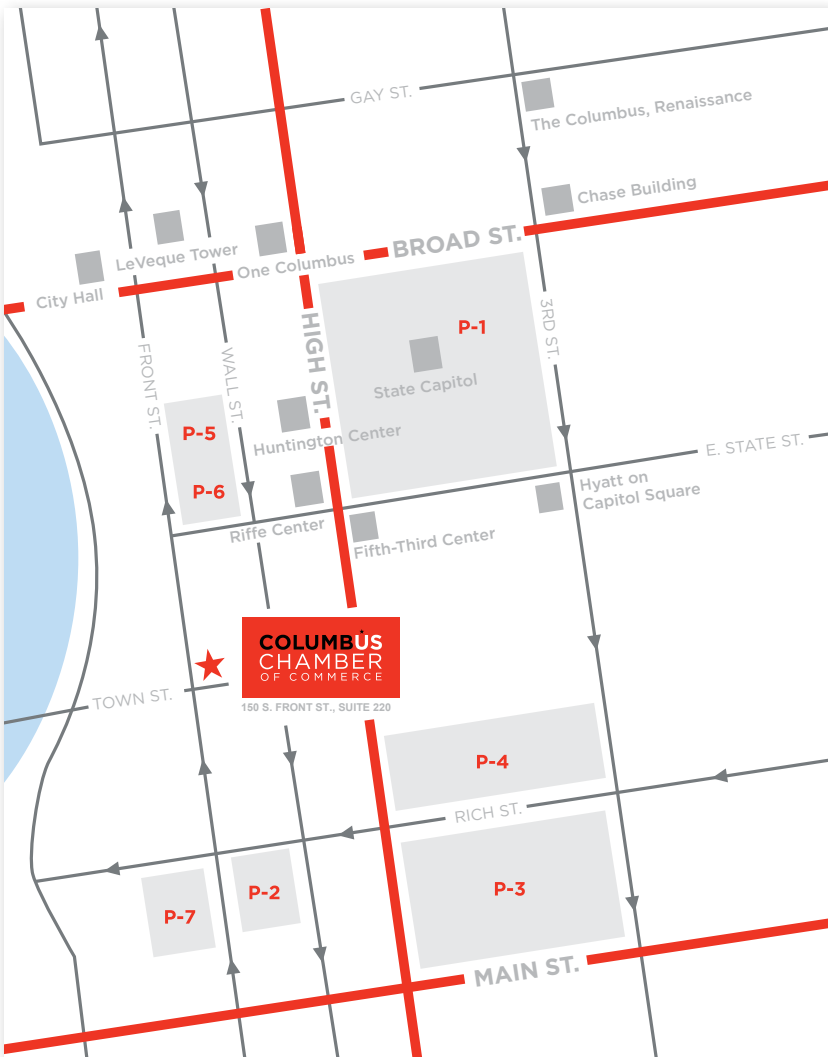 GAY ST.
The Columbus, Renaissance
Chase Building
BROAD ST.
LeVeque Tower
One Columbus
City Hall
P-1
3RD ST.
HIGH ST.
FRONT ST.
WALL ST.
State Capitol
P-5
Huntington Center
E. STATE ST.
P-6
Hyatt on
Capitol Square
Riffe Center
Fifth-Third Center
COLUMBUS
CHAMBER
OF COMMERCE
TOWN ST.
150 S. FRONT ST., SUITE 220
P-4
RICH ST.
P-3
P-2
P-7
MAIN ST.